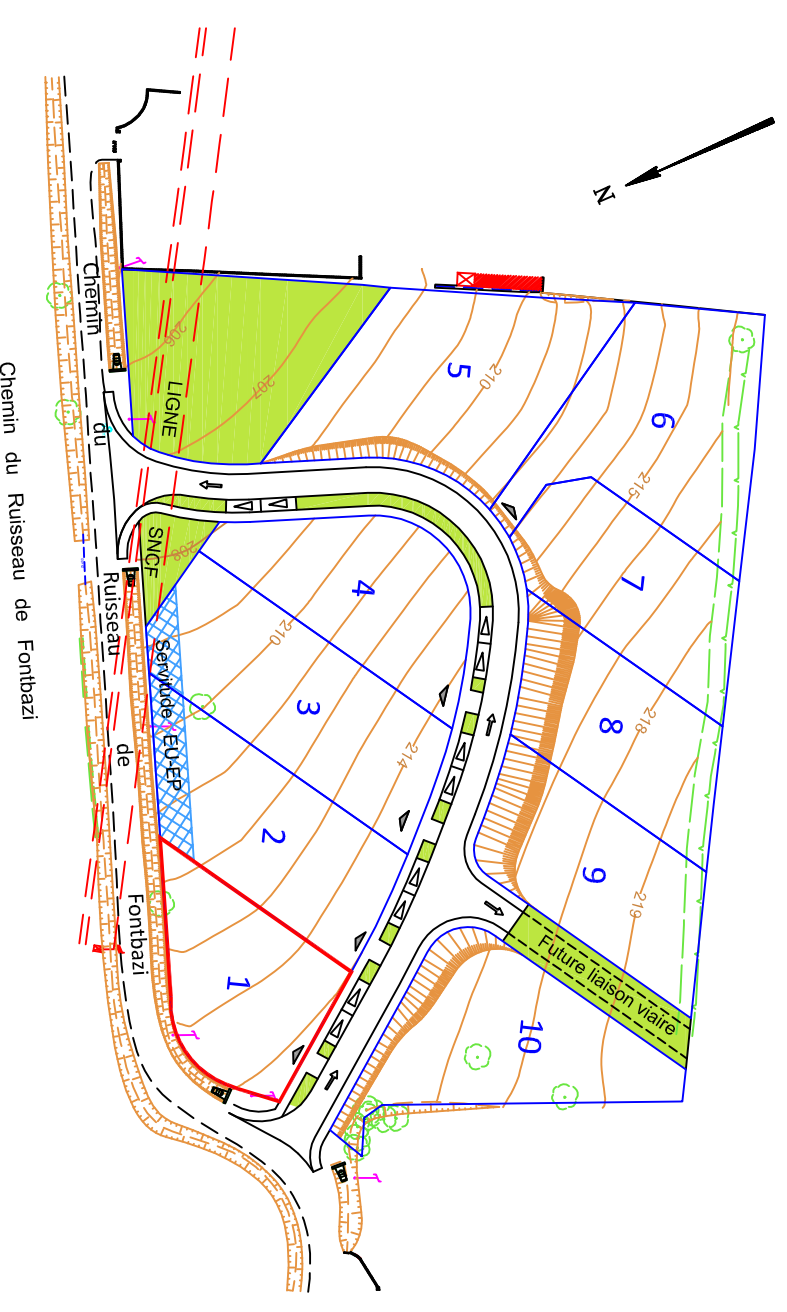 N
Chemin du Ruisseau de Fontbazi
Chemin du Ruisseau de Fontbazi
LIGNE
SNCF
Servitude EU-EP
Future liaison viaire
1
2
3
4
5
6
7
8
9
10
206
207
208
210
210
214
215
218
219